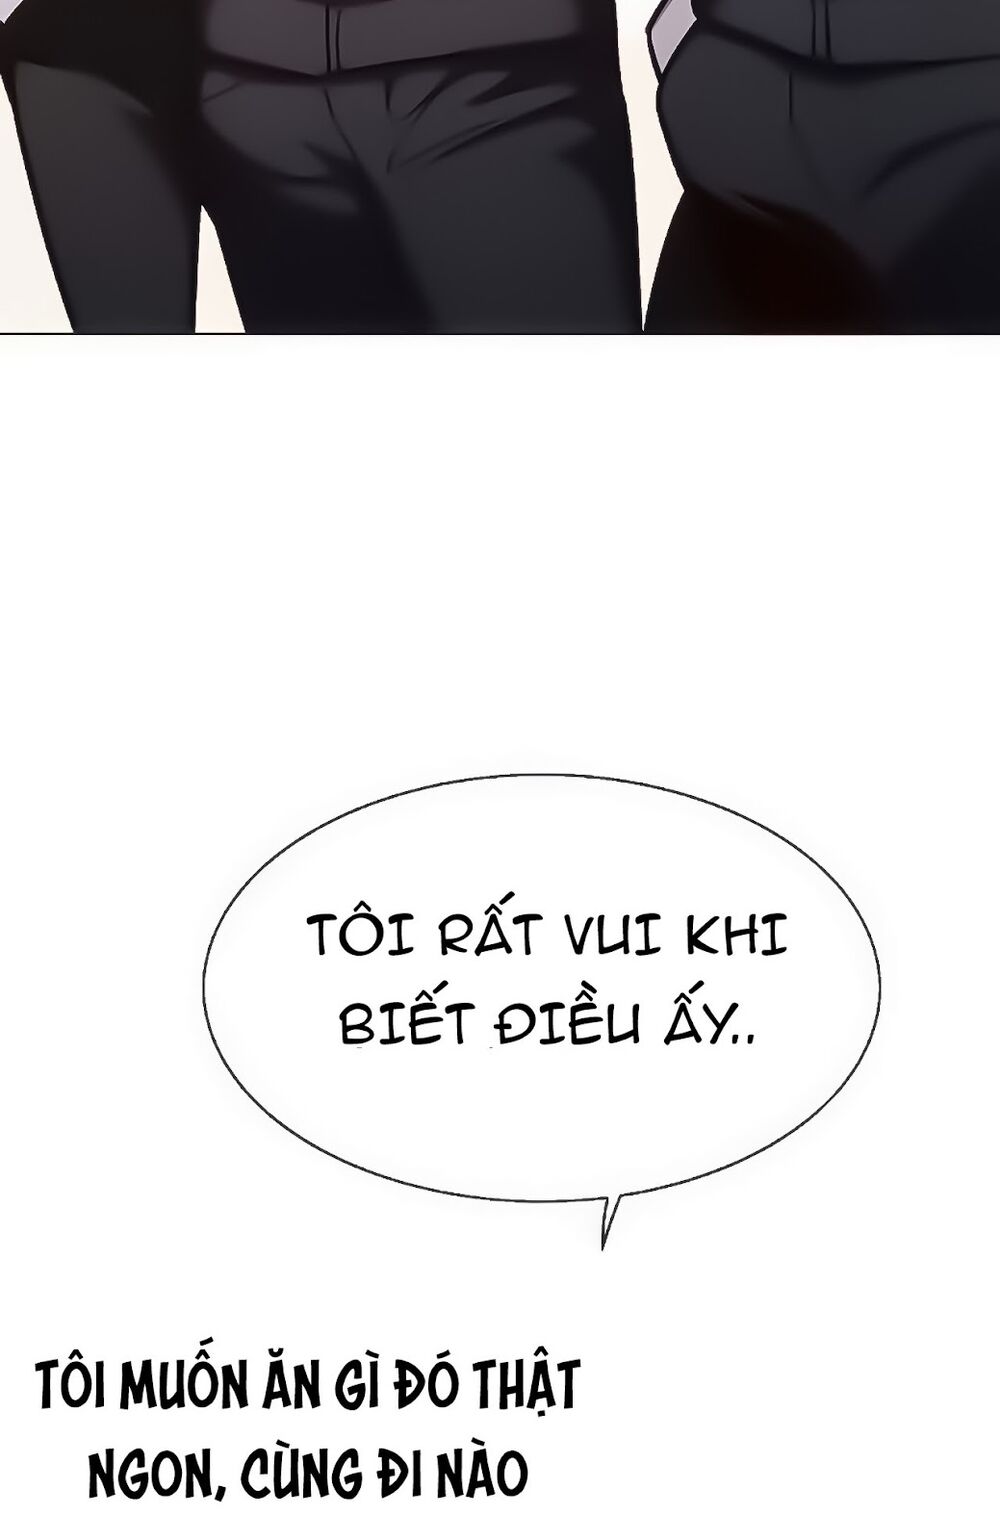 TÔI RẤT VUI KHI
BIẾT ĐIỀU ẤY..
TÔI MUỐN ĂN GÌ ĐÓ THẬT
NGON, CÙNG ĐI NÀO